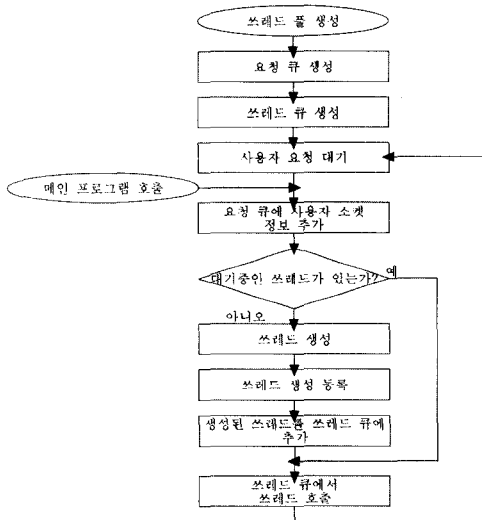 쓰레드 풀 생성
요청 큐 생성
쓰레드 큐 생성
사용자 요청 대기
메인 프로그램 호출
요청 큐에 사용자 소켓
정보 추가
대기중인 쓰레드가 있는가?
예
아니오
쓰레드 생성
쓰레드 생성 등록
생성된 쓰레드를 쓰레드 큐에
추가
쓰레드 큐에서
쓰레드 호출